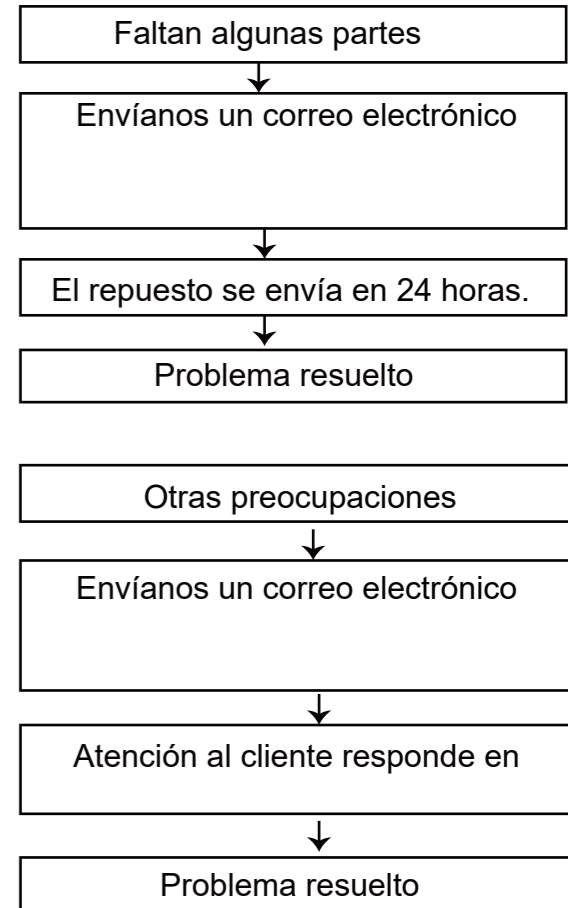 Faltan algunas partes
Envíanos un correo electrónico
El repuesto se envía en 24 horas.
Problema resuelto
Otras preocupaciones
Envíanos un correo electrónico
Atención al cliente responde en
Problema resuelto